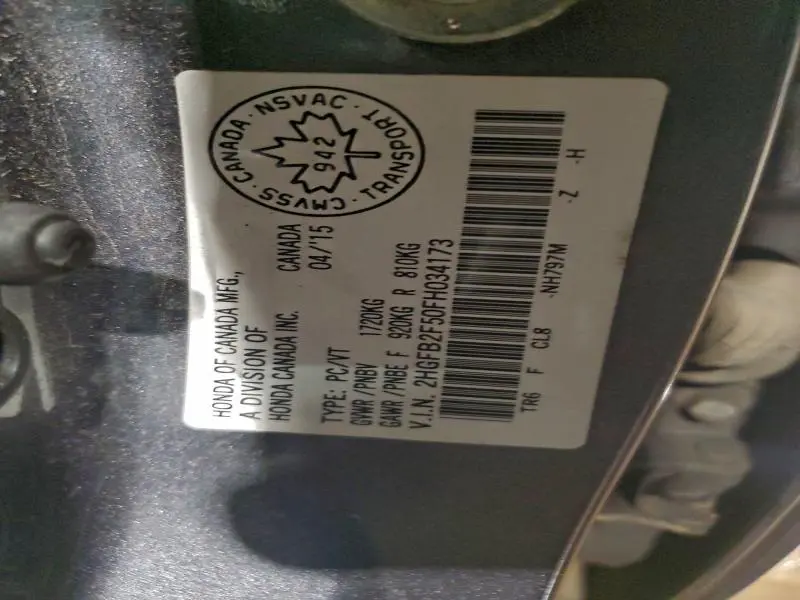 CANADA · NSVAC · TRANSPORT · CMVSS ·
942
HONDA OF CANADA MFG.,
A DIVISION OF
HONDA CANADA INC. CANADA
TYPE: PC/VT 04/'15
GVWR/PNBV 1720KG
GAWR/PNBE F 920KG R 810KG
V.I.N. 2HGFB2F50FH034173
TR6 F CL8 -NH797M -Z -H